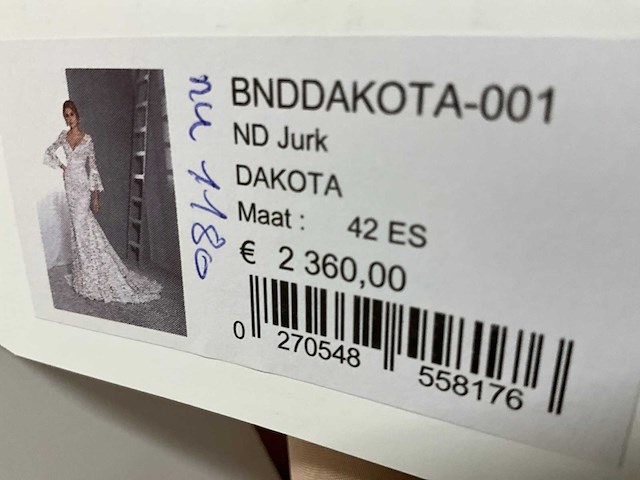 nu 1180
BNDDAKOTA-001
ND Jurk
DAKOTA
Maat : 42 ES
€ 2 360,00
0 270548 558176